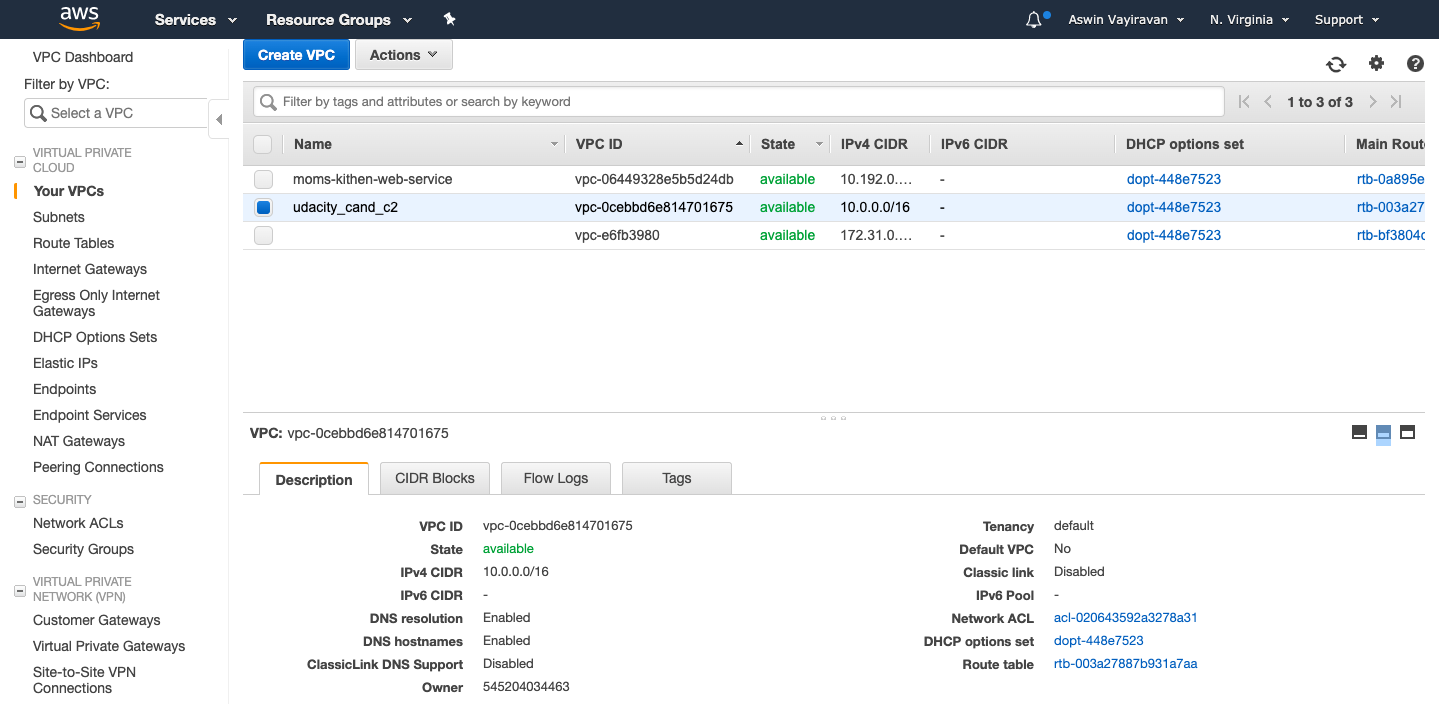 aws
Services
Resource Groups
Aswin Vayiravan
N. Virginia
Support
VPC Dashboard
Filter by VPC:
Select a VPC
VIRTUAL PRIVATE
CLOUD
Your VPCs
Subnets
Route Tables
Internet Gateways
Egress Only Internet
Gateways
DHCP Options Sets
Elastic IPs
Endpoints
Endpoint Services
NAT Gateways
Peering Connections
SECURITY
Network ACLs
Security Groups
VIRTUAL PRIVATE
NETWORK (VPN)
Customer Gateways
Virtual Private Gateways
Site-to-Site VPN
Connections
Create VPC Actions
Filter by tags and attributes or search by keyword
1 to 3 of 3
Name VPC ID State IPv4 CIDR IPv6 CIDR DHCP options set Main Route
moms-kithen-web-service vpc-06449328e5b5d24db available 10.192.0.… - dopt-448e7523 rtb-0a895e
udacity_cand_c2 vpc-0cebbd6e814701675 available 10.0.0.0/16 - dopt-448e7523 rtb-003a27
vpc-e6fb3980 available 172.31.0.… - dopt-448e7523 rtb-bf3804c
VPC: vpc-0cebbd6e814701675
Description CIDR Blocks Flow Logs Tags
VPC ID vpc-0cebbd6e814701675
State available
IPv4 CIDR 10.0.0.0/16
IPv6 CIDR -
DNS resolution Enabled
DNS hostnames Enabled
ClassicLink DNS Support Disabled
Owner 545204034463
Tenancy default
Default VPC No
Classic link Disabled
IPv6 Pool -
Network ACL acl-020643592a3278a31
DHCP options set dopt-448e7523
Route table rtb-003a27887b931a7aa